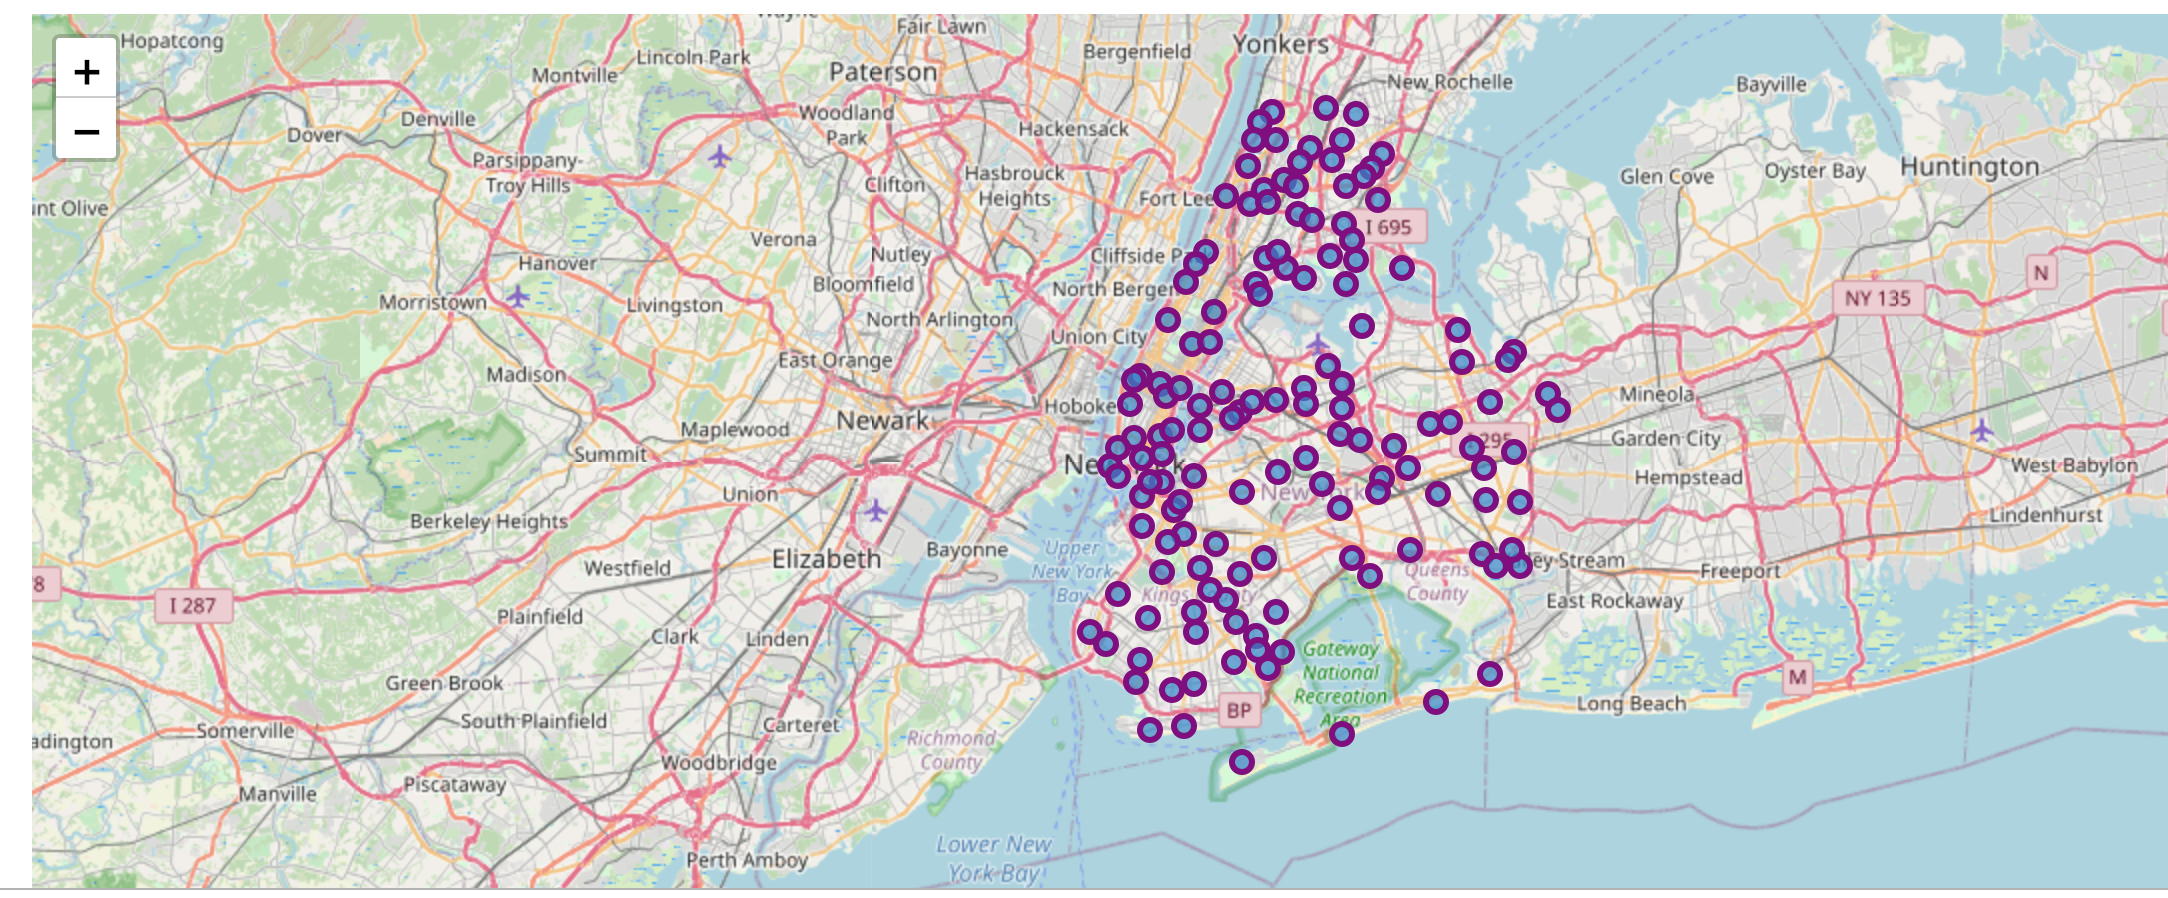 +
−
Hopatcong
Lincoln Park
Fair Lawn
Bergenfield
Yonkers
Montville
Paterson
New Rochelle
Bayville
Denville
Dover
Woodland
Park
Hackensack
Parsippany-
Troy Hills
Hasbrouck
Heights
Clifton
Fort Lee
Glen Cove
Oyster Bay
Huntington
I 695
Verona
Nutley
Hanover
Bloomfield
Cliffside
North Bergen
N
NY 135
Morristown
Livingston
North Arlington
Union City
East Orange
Madison
Mineola
Newark
Maplewood
Summit
295
Garden City
West Babylon
Hempstead
Union
Berkeley Heights
Lindenhurst
Elizabeth
Bayonne
Upper
New York
Bay
Westfield
Queens
County
Stream
Freeport
8
I 287
Kings
East Rockaway
Plainfield
Clark
Linden
Gateway
National
Recreation
Area
Green Brook
M
BP
Long Beach
South Plainfield
Somerville
Carteret
Richmond
County
Woodbridge
Piscataway
Manville
Lower New
York Bay
Perth Amboy